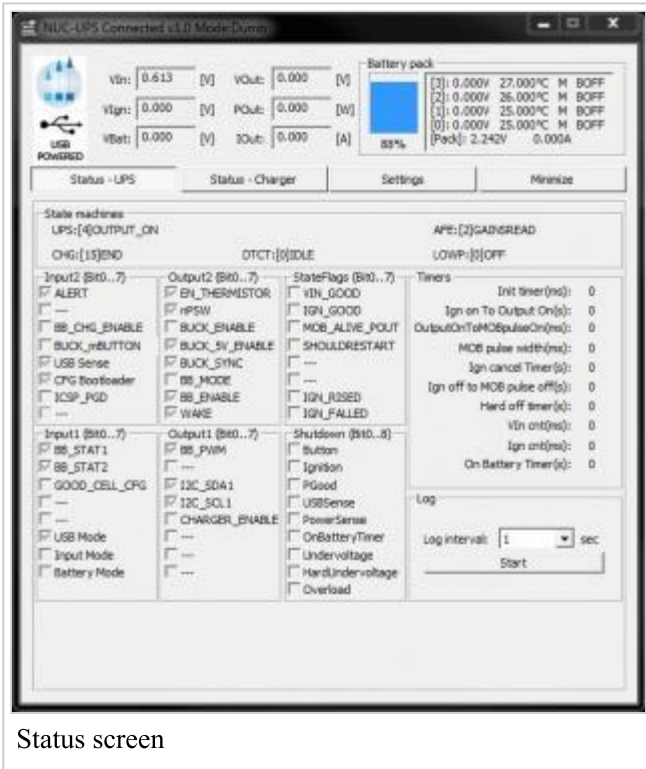 NUC-UPS Connected v1.0 Mode:Dump
VIn: 0.613 [V] VOut: 0.000 [V]
VIgn: 0.000 [V] POut: 0.000 [W]
VBat: 0.000 [V] IOut: 0.000 [A]
USB
POWERED
Battery pack
88%
[3]: 0.000V 27.000ºC M BOFF
[2]: 0.000V 26.000ºC M BOFF
[1]: 0.000V 25.000ºC M BOFF
[0]: 0.000V 25.000ºC M BOFF
[Pack]: 2.242V 0.000A
Status - UPS Status - Charger Settings Minimize
State machines
UPS:[4]OUTPUT_ON APE:[2]GAINSREAD
CHG:[15]END DTCT:[0]IDLE LOWP:[0]OFF
Input2 (Bit0..7)
ALERT
---
BB_CHG_ENABLE
BUCK_mBUTTON
USB Sense
CFG Bootloader
ICSP_PGD
---
Output2 (Bit0..7)
EN_THERMISTOR
nPSW
BUCK_ENABLE
BUCK_5V_ENABLE
BUCK_SYNC
BB_MODE
BB_ENABLE
WAKE
StateFlags (Bit0..7)
VIN_GOOD
IGN_GOOD
MOB_ALIVE_POUT
SHOULDRESTART
---
---
IGN_RISED
IGN_FALLED
Timers
Init timer(ms): 0
Ign on To Output On(s): 0
OutputOnToMOBpulseOn(ms): 0
MOB pulse width(ms): 0
Ign cancel Timer(s): 0
Ign off to MOB pulse off(s): 0
Hard off timer(s): 0
VIn cnt(ms): 0
Ign cnt(ms): 0
On Battery Timer(s): 0
Input1 (Bit0..7)
BB_STAT1
BB_STAT2
GOOD_CELL_CFG
---
---
USB Mode
Input Mode
Battery Mode
Output1 (Bit0..7)
BB_PWM
---
I2C_SDA1
I2C_SCL1
CHARGER_ENABLE
---
---
---
Shutdown (Bit0..8)
Button
Ignition
PGood
USBSense
PowerSense
OnBatteryTimer
Undervoltage
HardUndervoltage
Overload
Log
Log interval: 1 sec
Start
Status screen